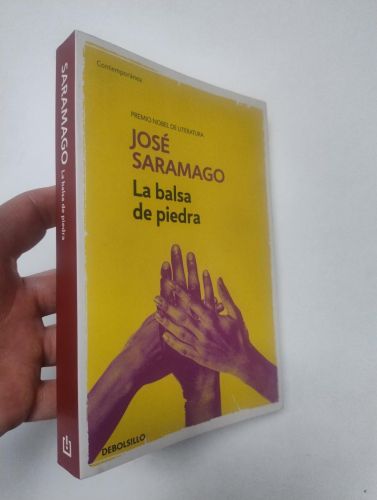 Contemporánea
PREMIO NOBEL DE LITERATURA
JOSÉ
SARAMAGO
La balsa
de piedra
DEBOLSILLO
SARAMAGO La balsa de piedra